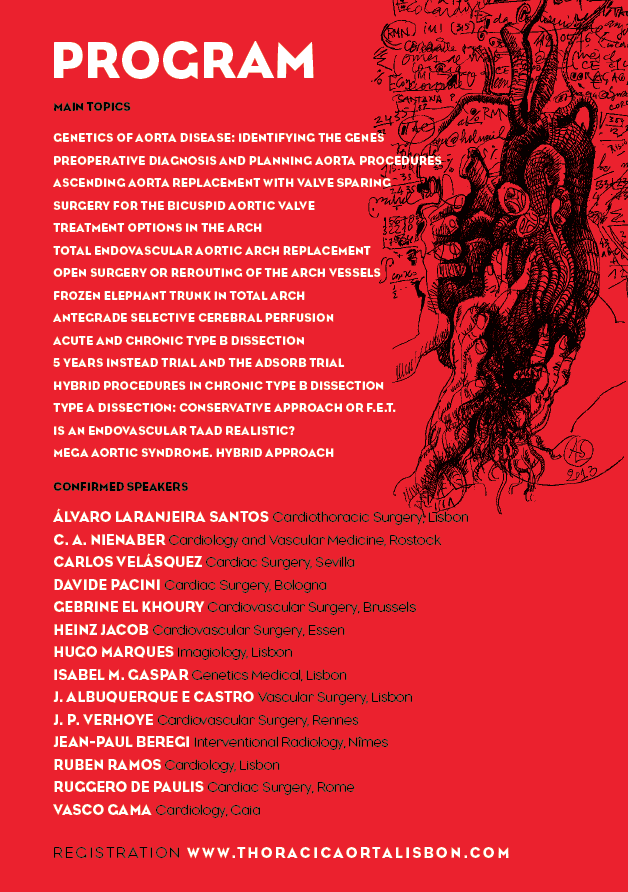 PROGRAM
MAIN TOPICS
GENETICS OF AORTA DISEASE: IDENTIFYING THE GENES
PREOPERATIVE DIAGNOSIS AND PLANNING AORTA PROCEDURES
ASCENDING AORTA REPLACEMENT WITH VALVE SPARING
SURGERY FOR THE BICUSPID AORTIC VALVE
TREATMENT OPTIONS IN THE ARCH
TOTAL ENDOVASCULAR AORTIC ARCH REPLACEMENT
OPEN SURGERY OR REROUTING OF THE ARCH VESSELS
FROZEN ELEPHANT TRUNK IN TOTAL ARCH
ANTEGRADE SELECTIVE CEREBRAL PERFUSION
ACUTE AND CHRONIC TYPE B DISSECTION
5 YEARS INSTEAD TRIAL AND THE ADSORB TRIAL
HYBRID PROCEDURES IN CHRONIC TYPE B DISSECTION
TYPE A DISSECTION: CONSERVATIVE APPROACH OR F.E.T.
IS AN ENDOVASCULAR TAAD REALISTIC?
MEGA AORTIC SYNDROME. HYBRID APPROACH
AS
2013
CONFIRMED SPEAKERS
ÁLVARO LARANJEIRA SANTOS Cardiothoracic Surgery, Lisbon
C. A. NIENABER Cardiology and Vascular Medicine, Rostock
CARLOS VELÁSQUEZ Cardiac Surgery, Sevilla
DAVIDE PACINI Cardiac Surgery, Bologna
GEBRINE EL KHOURY Cardiovascular Surgery, Brussels
HEINZ JACOB Cardiovascular Surgery, Essen
HUGO MARQUES Imagiology, Lisbon
ISABEL M. GASPAR Genetics Medical, Lisbon
J. ALBUQUERQUE E CASTRO Vascular Surgery, Lisbon
J. P. VERHOYE Cardiovascular Surgery, Rennes
JEAN-PAUL BEREGI Interventional Radiology, Nîmes
RUBEN RAMOS Cardiology, Lisbon
RUGGERO DE PAULIS Cardiac Surgery, Rome
VASCO GAMA Cardiology, Gaia
REGISTRATION WWW.THORACICAORTALISBON.COM